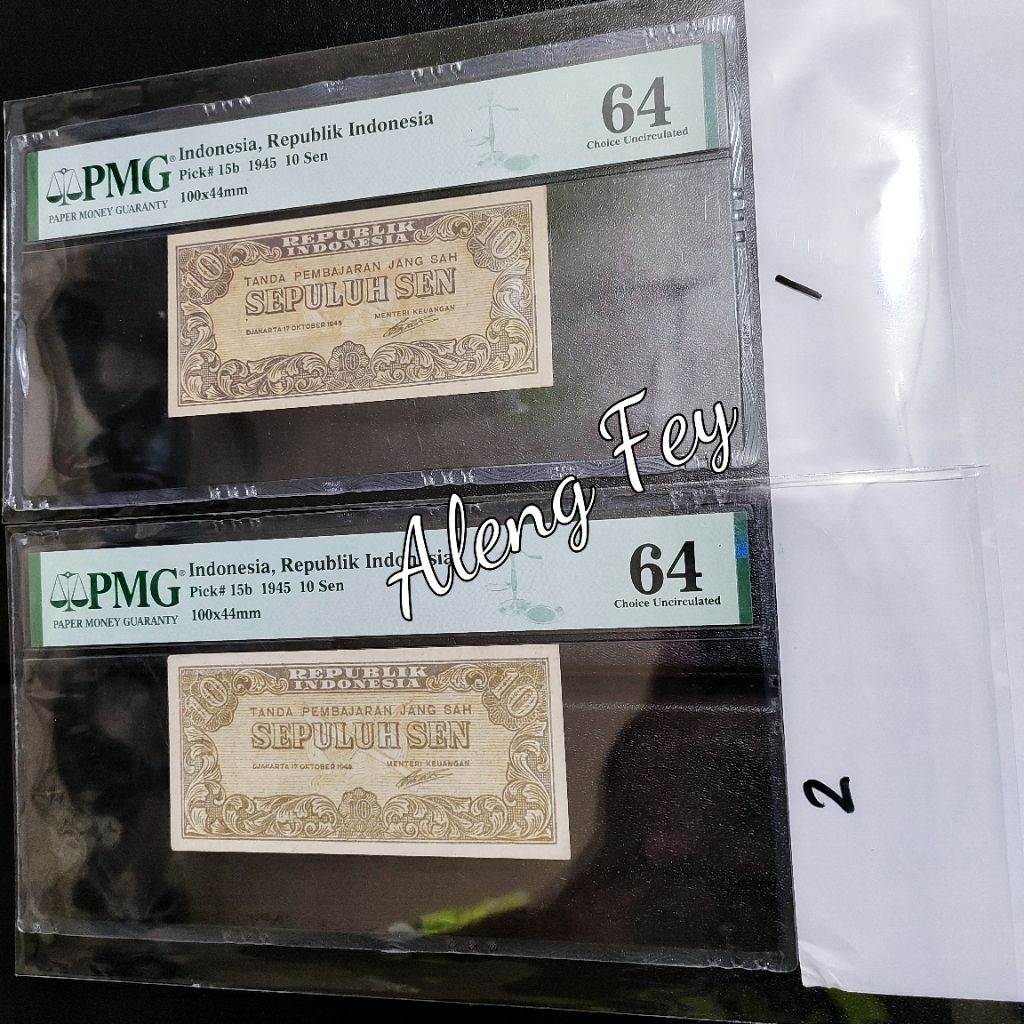 PMG®
PAPER MONEY GUARANTY
Indonesia, Republik Indonesia
Pick# 15b 1945 10 Sen
100x44mm
64
Choice Uncirculated
10
10
REPUBLIK
INDONESIA
TANDA PEMBAJARAN JANG SAH
SEPULUH SEN
DJAKARTA 17 OKTOBER 1945
MENTERI KEUANGAN
10
1
Aleng Fey
PMG®
PAPER MONEY GUARANTY
Indonesia, Republik Indonesia
Pick# 15b 1945 10 Sen
100x44mm
64
Choice Uncirculated
10
10
REPUBLIK
INDONESIA
TANDA PEMBAJARAN JANG SAH
SEPULUH SEN
DJAKARTA 17 OKTOBER 1945
MENTERI KEUANGAN
10
2